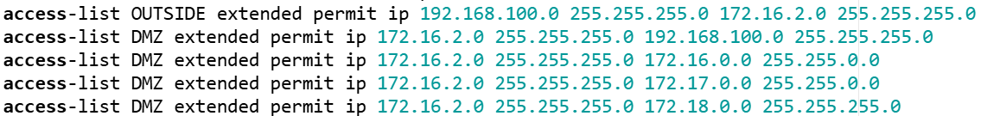 access-list OUTSIDE extended permit ip 192.168.100.0 255.255.255.0 172.16.2.0 255.255.255.0
access-list DMZ extended permit ip 172.16.2.0 255.255.255.0 192.168.100.0 255.255.255.0
access-list DMZ extended permit ip 172.16.2.0 255.255.255.0 172.16.0.0 255.255.0.0
access-list DMZ extended permit ip 172.16.2.0 255.255.255.0 172.17.0.0 255.255.0.0
access-list DMZ extended permit ip 172.16.2.0 255.255.255.0 172.18.0.0 255.255.255.0